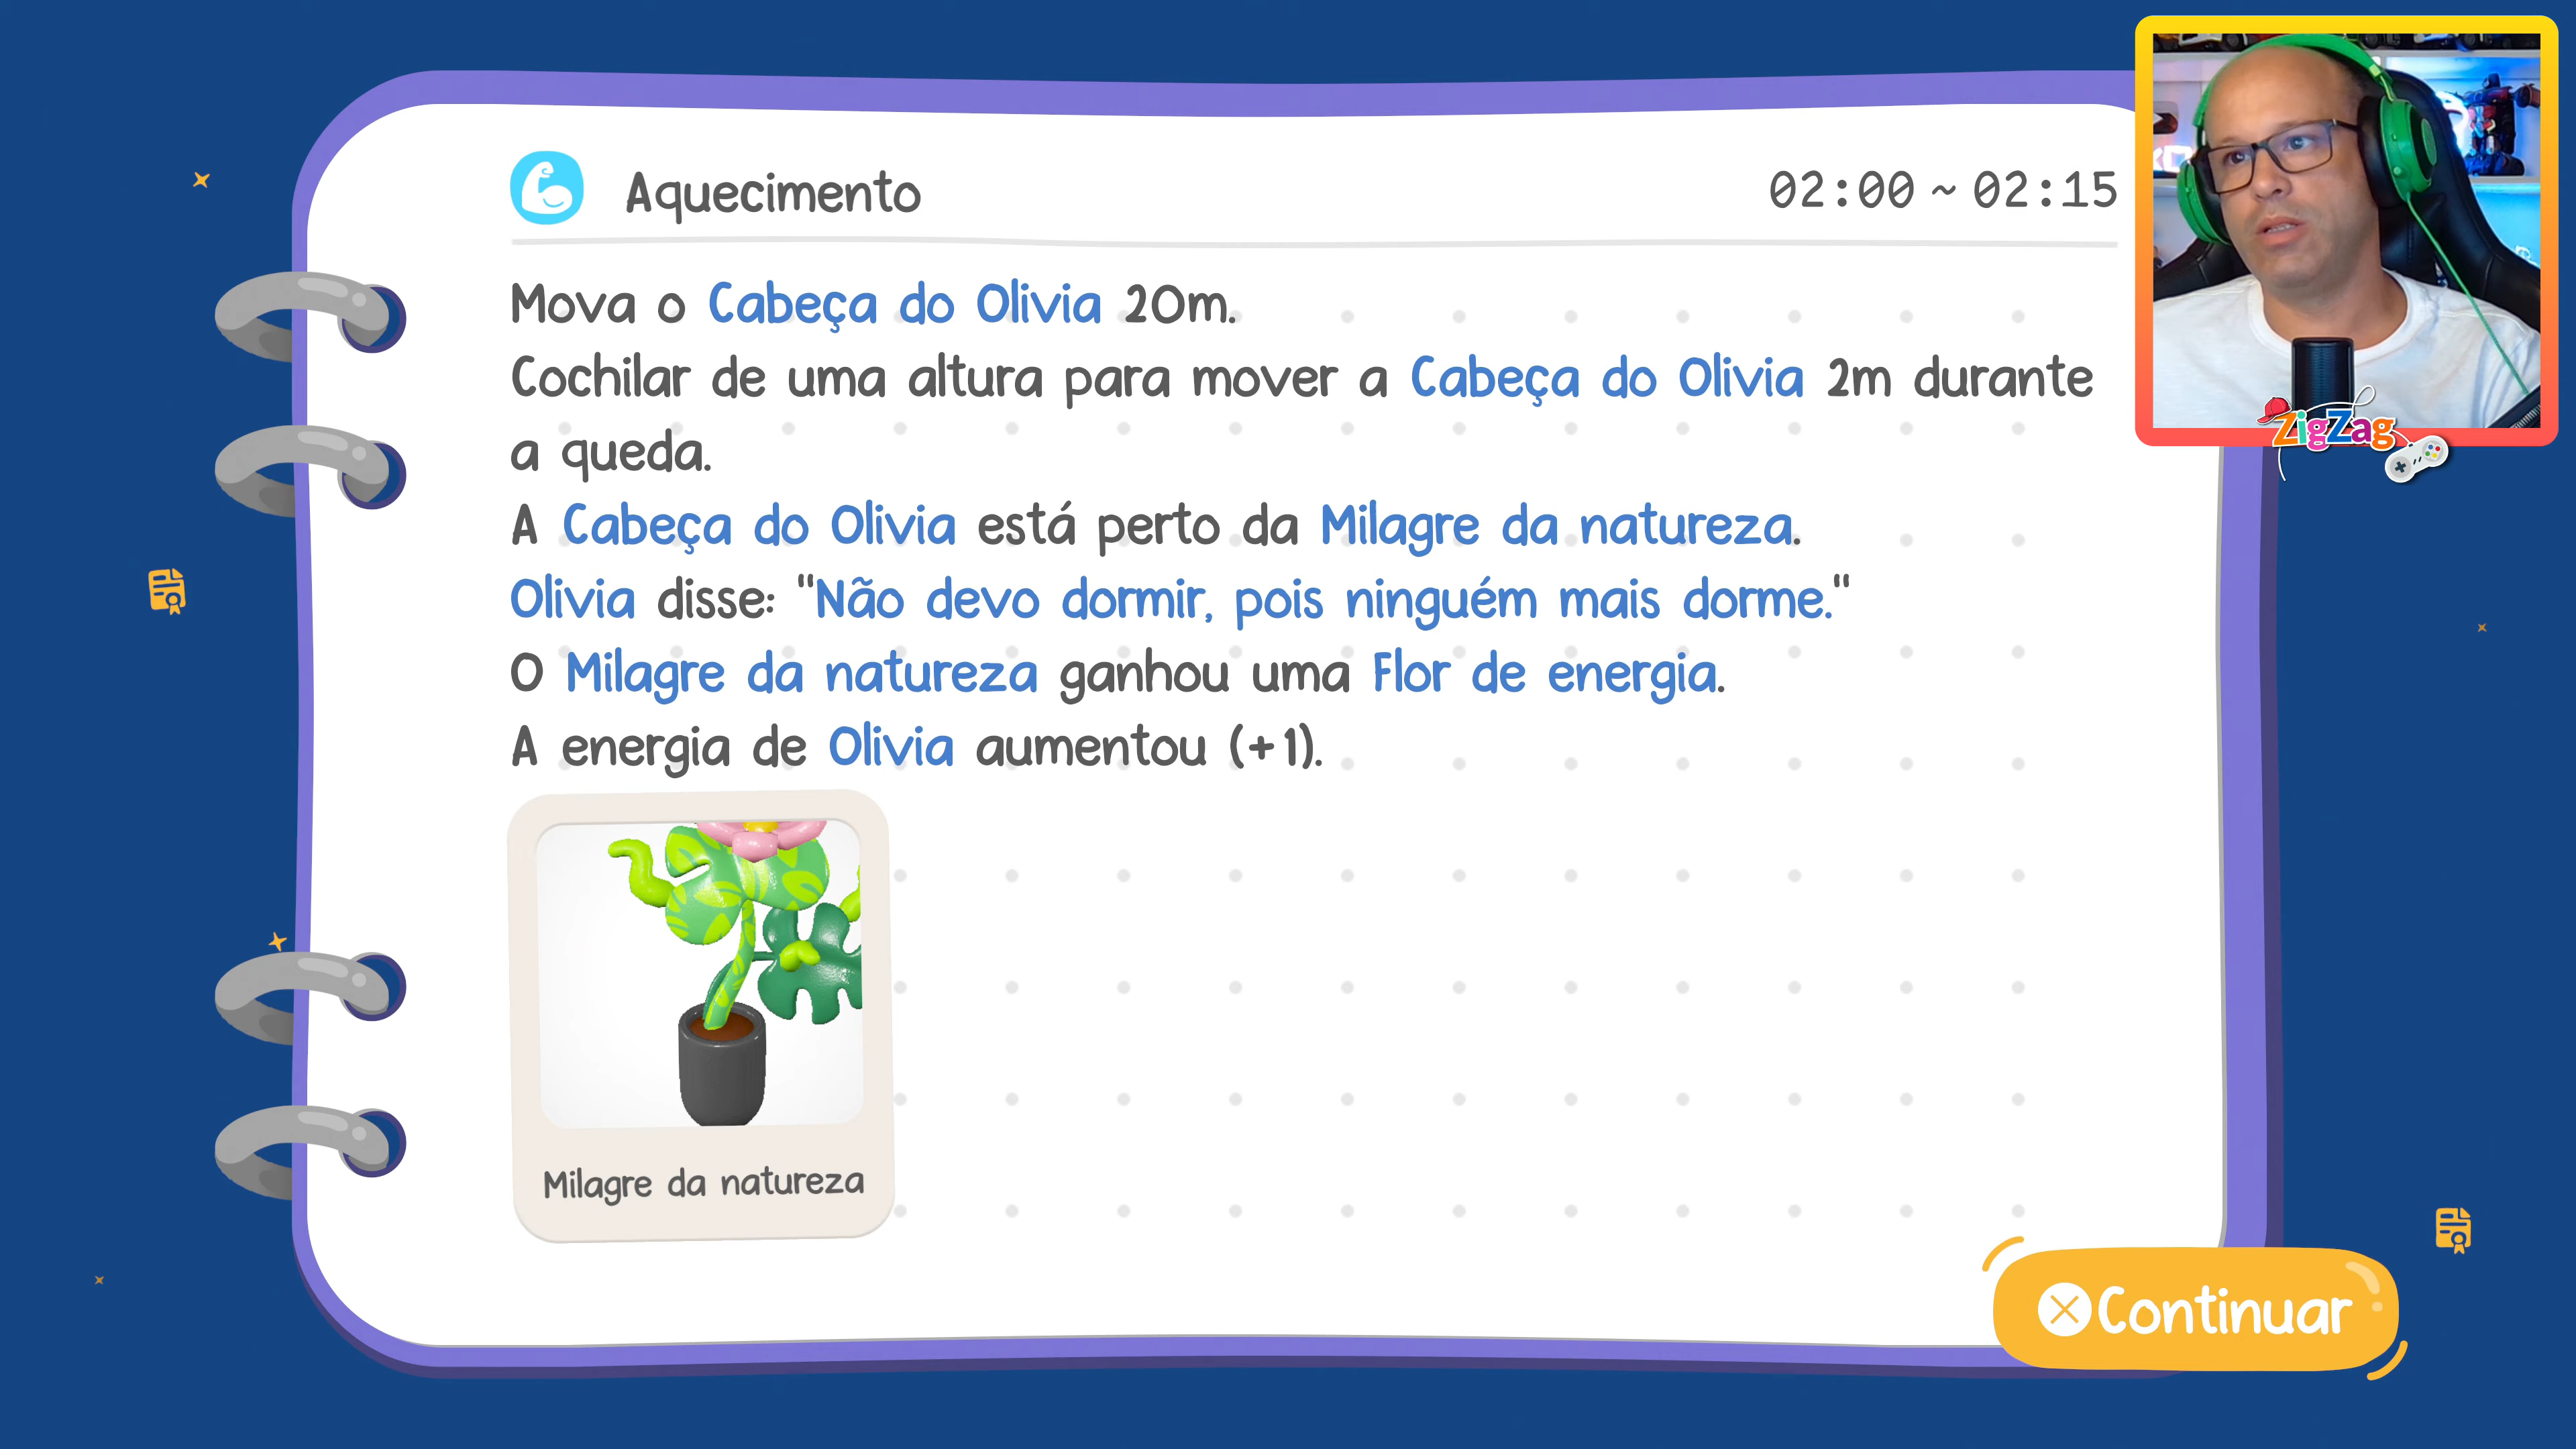 Aquecimento
02:00 ~ 02:15
Mova o Cabeça do Olivia 20m.
Cochilar de uma altura para mover a Cabeça do Olivia 2m durante
a queda.
A Cabeça do Olivia está perto da Milagre da natureza.
Olivia disse: "Não devo dormir, pois ninguém mais dorme."
O Milagre da natureza ganhou uma Flor de energia.
A energia de Olivia aumentou (+1).
Milagre da natureza
Continuar
ZigZag